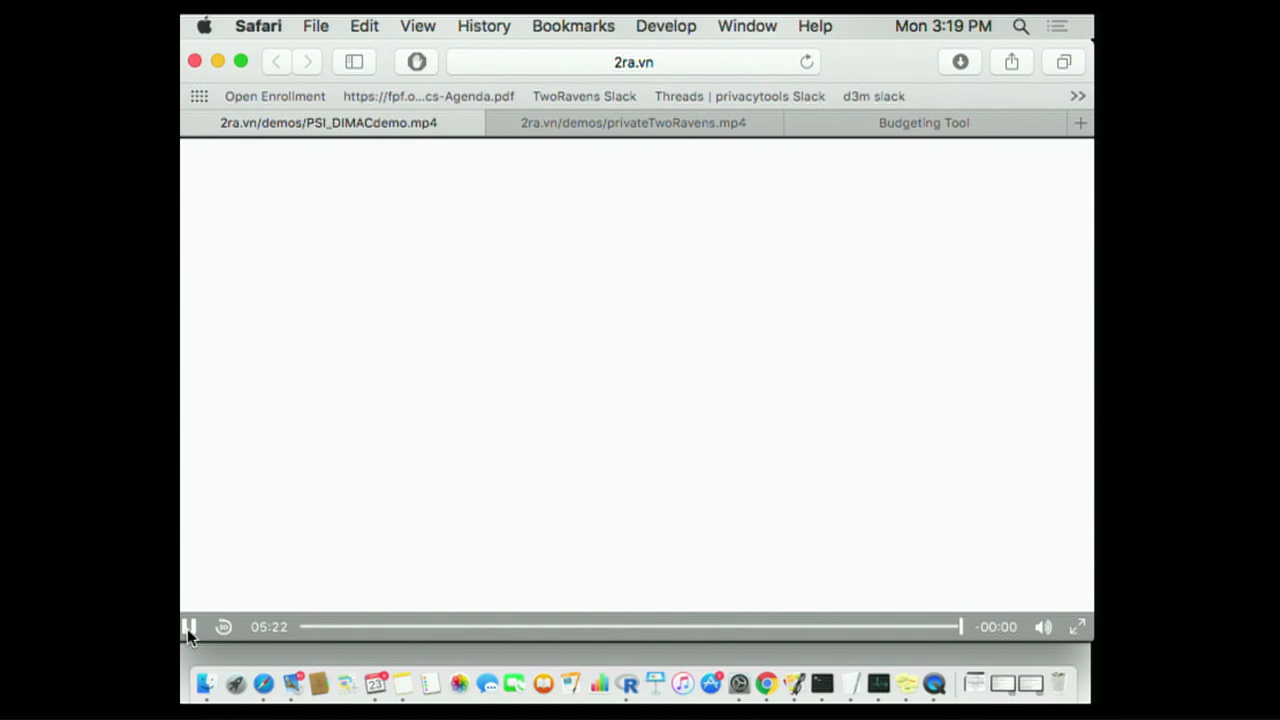 Safari File Edit View History Bookmarks Develop Window Help Mon 3:19 PM
2ra.vn
Open Enrollment https://fpf.o...cs-Agenda.pdf TwoRavens Slack Threads | privacytools Slack d3m slack >>
2ra.vn/demos/PSI_DIMACdemo.mp4 2ra.vn/demos/privateTwoRavens.mp4 Budgeting Tool +
30 05:22 -00:00
23